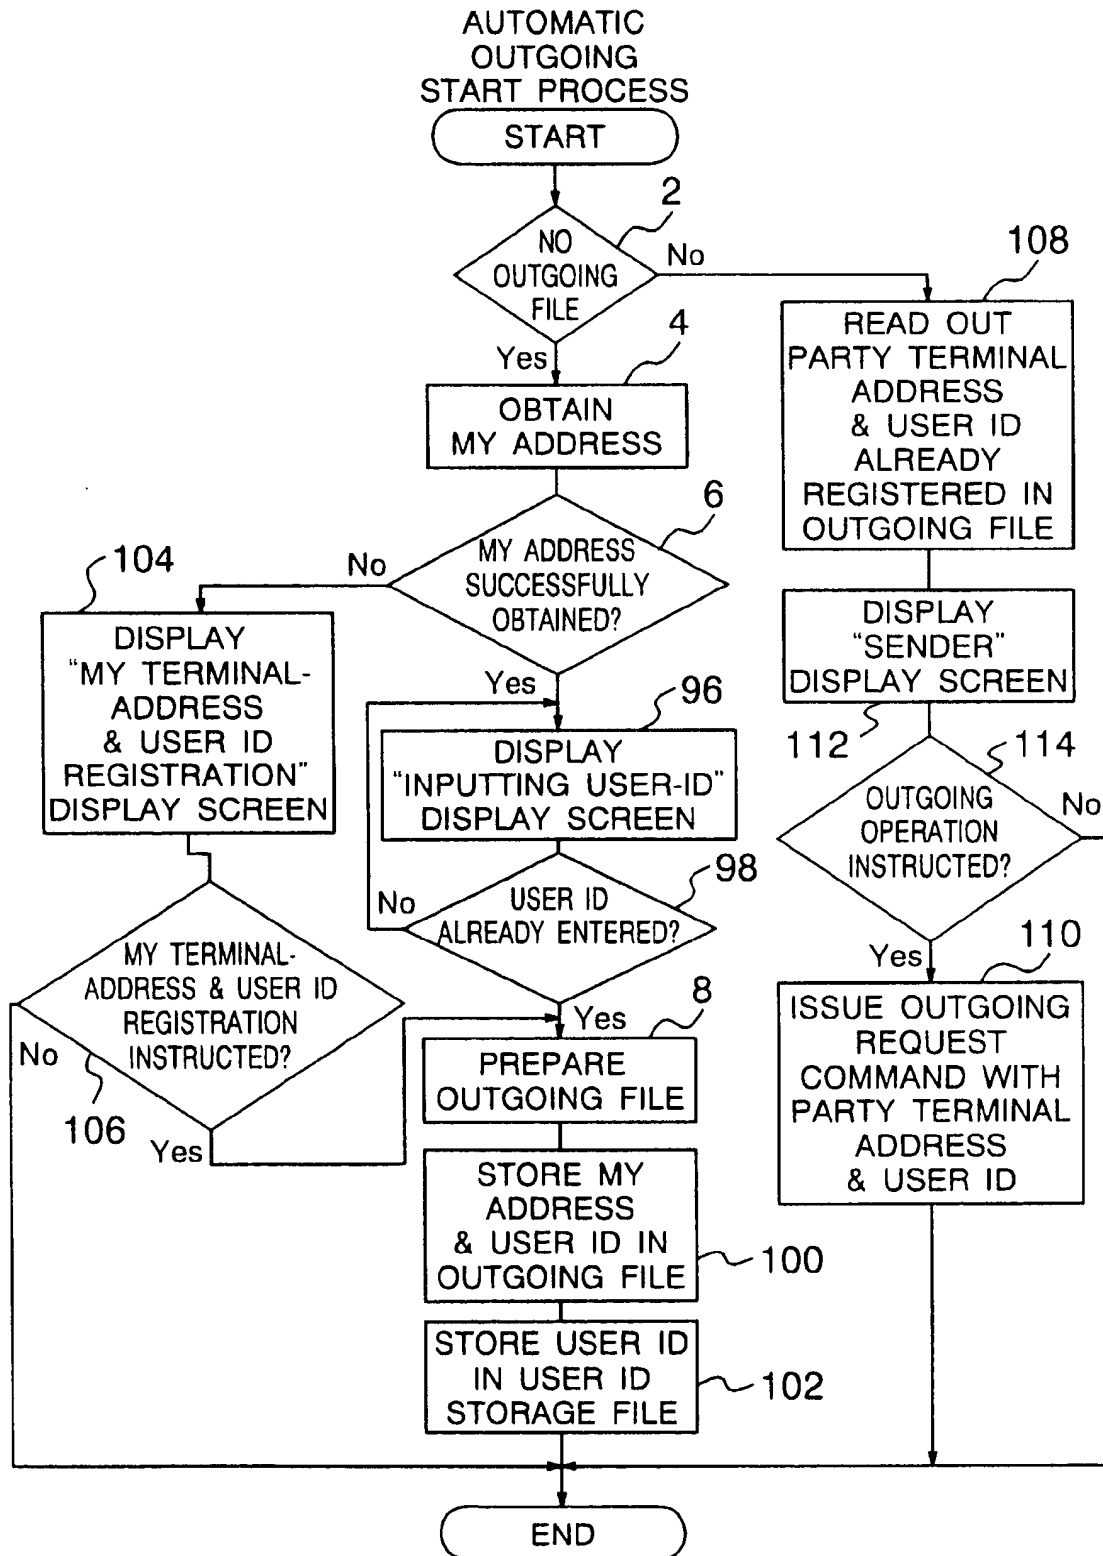 AUTOMATIC
OUTGOING
START PROCESS
START
2
NO
OUTGOING
FILE
No
Yes
108
READ OUT
PARTY TERMINAL
ADDRESS
& USER ID
ALREADY
REGISTERED IN
OUTGOING FILE
4
OBTAIN
MY ADDRESS
6
MY ADDRESS
SUCCESSFULLY
OBTAINED?
No
Yes
104
DISPLAY
"MY TERMINAL-
ADDRESS
& USER ID
REGISTRATION"
DISPLAY SCREEN
96
DISPLAY
"INPUTTING USER-ID"
DISPLAY SCREEN
DISPLAY
"SENDER"
DISPLAY SCREEN
112
114
OUTGOING
OPERATION
INSTRUCTED?
No
Yes
98
USER ID
ALREADY ENTERED?
No
Yes
MY TERMINAL-
ADDRESS & USER ID
REGISTRATION
INSTRUCTED?
No
106
Yes
8
PREPARE
OUTGOING FILE
110
ISSUE OUTGOING
REQUEST
COMMAND WITH
PARTY TERMINAL
ADDRESS
& USER ID
STORE MY
ADDRESS
& USER ID IN
OUTGOING FILE
100
STORE USER ID
IN USER ID
STORAGE FILE
102
END